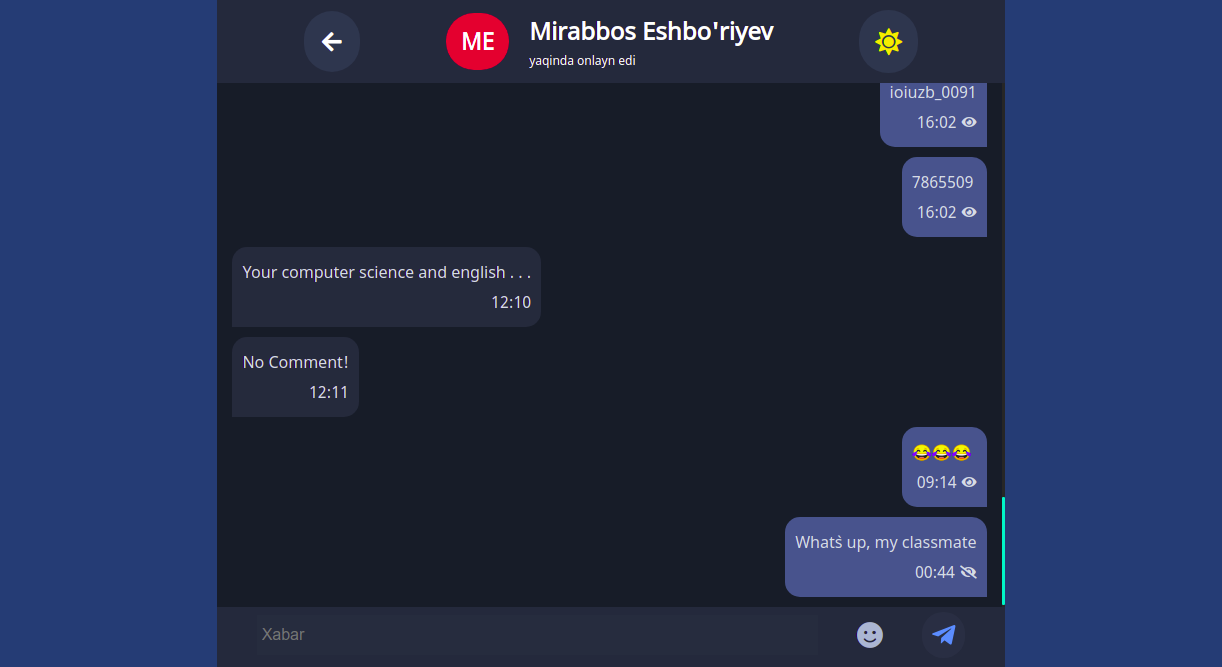 ME
Mirabbos Eshbo'riyev
yaqinda onlayn edi
ioiuzb_0091
16:02
7865509
16:02
Your computer science and english . . .
12:10
No Comment!
12:11
😂😂😂
09:14
What`s up, my classmate
00:44
Xabar